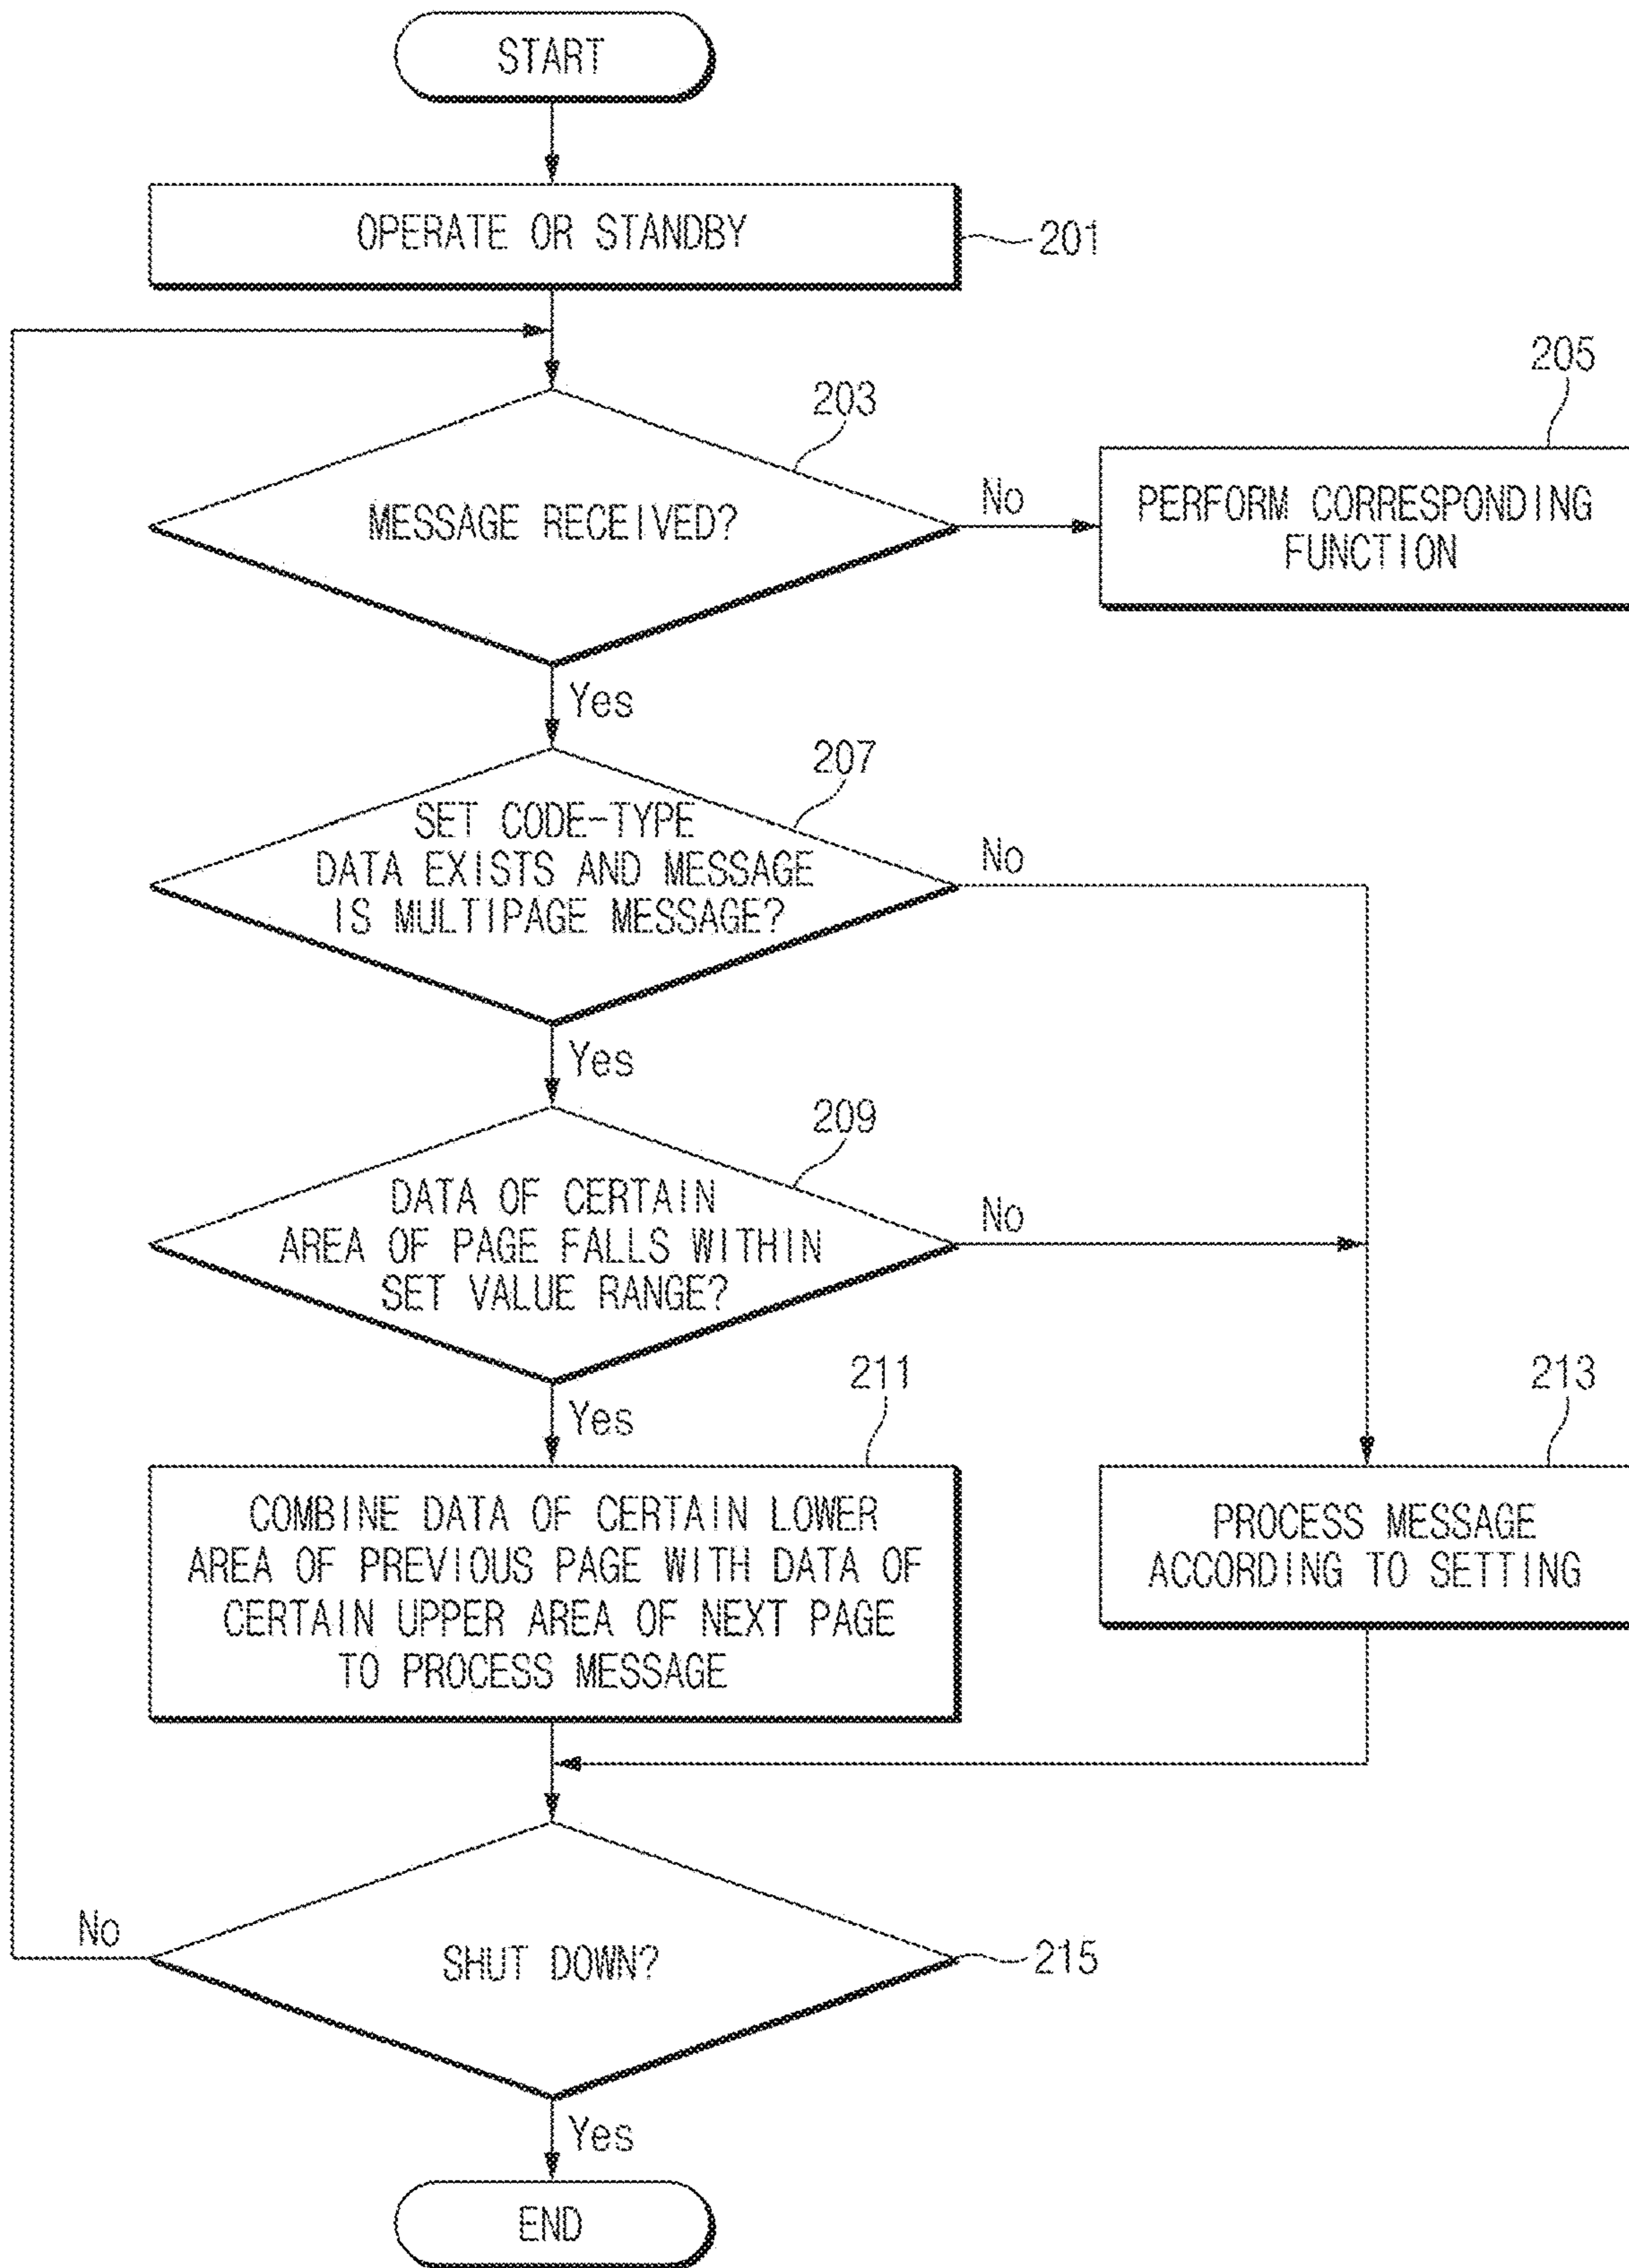 START
OPERATE OR STANDBY
201
203
205
MESSAGE RECEIVED?
No
PERFORM CORRESPONDING
FUNCTION
Yes
207
SET CODE-TYPE
DATA EXISTS AND MESSAGE
IS MULTIPAGE MESSAGE?
No
Yes
209
DATA OF CERTAIN
AREA OF PAGE FALLS WITHIN
SET VALUE RANGE?
No
Yes
211
213
COMBINE DATA OF CERTAIN LOWER
AREA OF PREVIOUS PAGE WITH DATA OF
CERTAIN UPPER AREA OF NEXT PAGE
TO PROCESS MESSAGE
PROCESS MESSAGE
ACCORDING TO SETTING
No
SHUT DOWN?
215
Yes
END